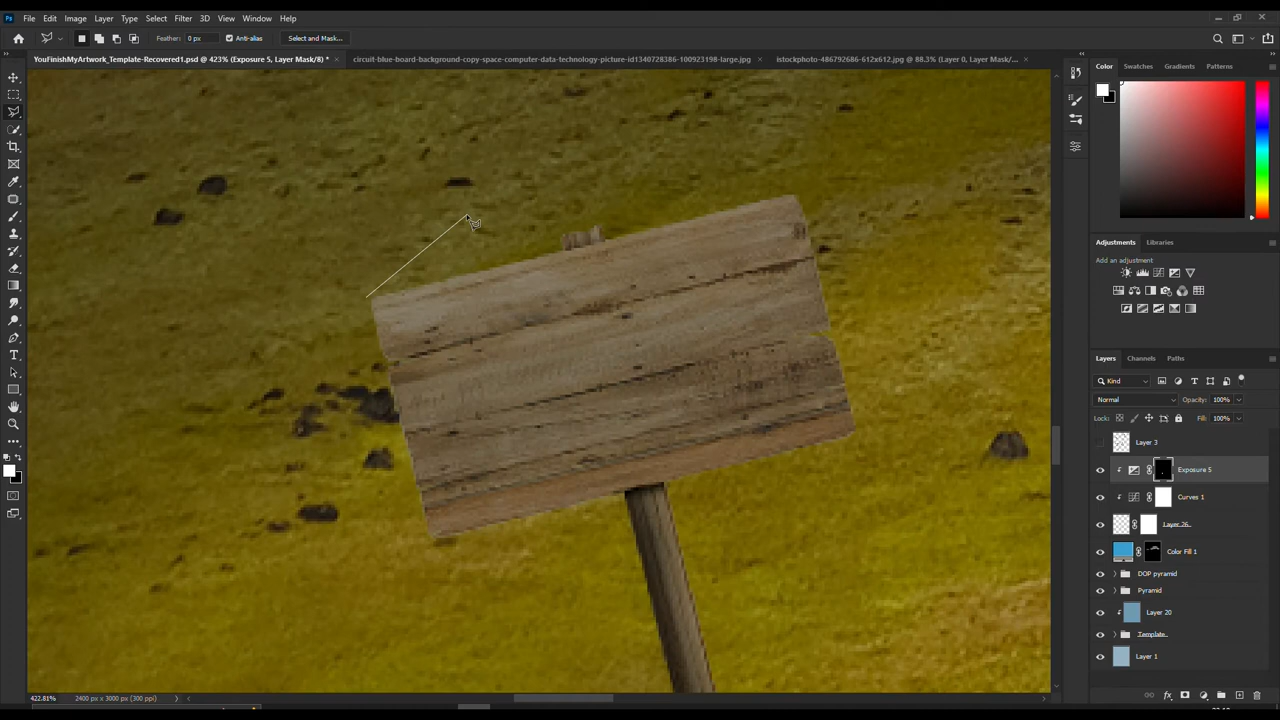 File Edit Image Layer Type Select Filter 3D View Window Help
Feather: 0 px Anti-alias Select and Mask...
YouFinishMyArtwork_Template-Recovered1.psd @ 423% (Exposure 5, Layer Mask/8) * circuit-blue-board-background-copy-space-computer-data-technology-picture-id1340728386-100923198-large.jpg istockphoto-486792686-612x612.jpg @ 88.3% (Layer 0, Layer Mask/...
Color Swatches Gradients Patterns
Adjustments Libraries
Add an adjustment
Layers Channels Paths
Kind
Normal Opacity: 100%
Lock: Fill: 100%
Layer 3
Exposure 5
Curves 1
Layer 26
Color Fill 1
DOP pyramid
Pyramid
Layer 20
Template
Layer 1
422.81% 2400 px x 3000 px (300 ppi)